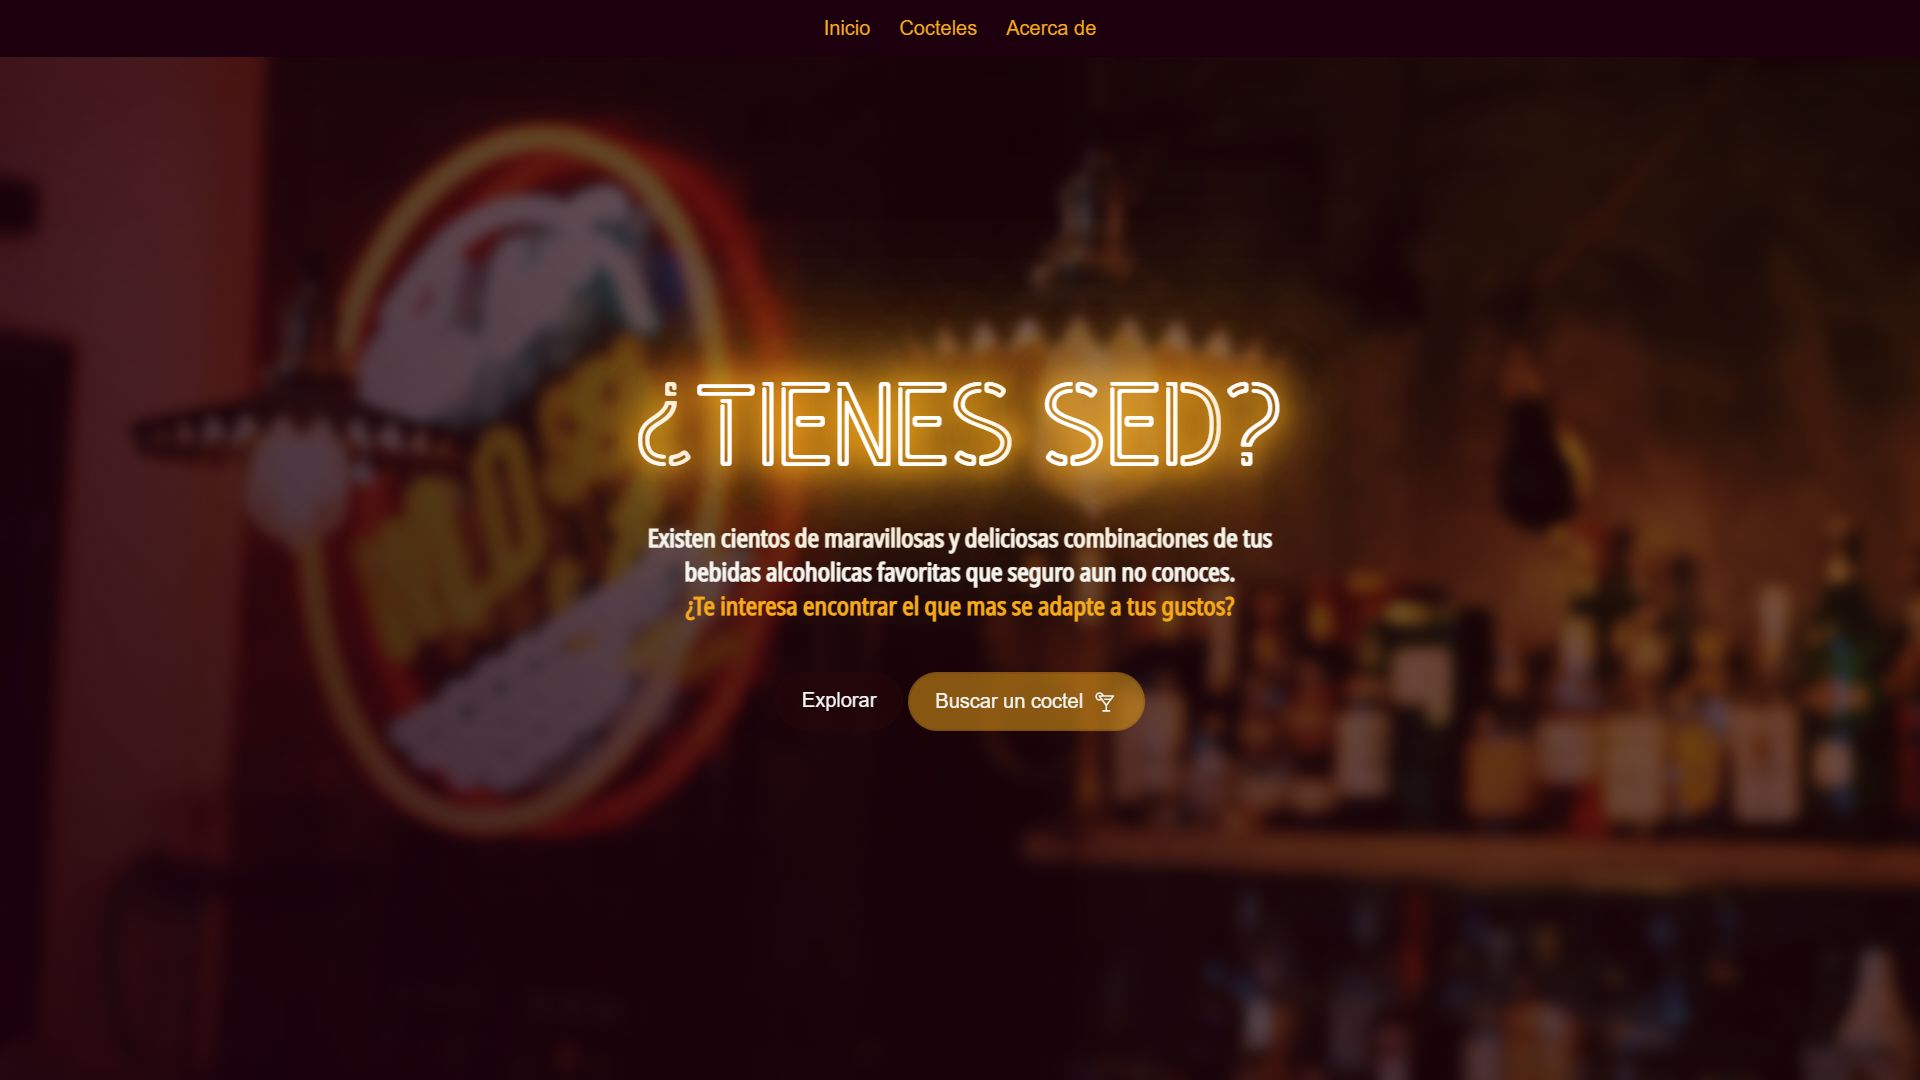 Inicio Cocteles Acerca de
¿TIENES SED?
Existen cientos de maravillosas y deliciosas combinaciones de tus
bebidas alcoholicas favoritas que seguro aun no conoces.
¿Te interesa encontrar el que mas se adapte a tus gustos?
Explorar Buscar un coctel